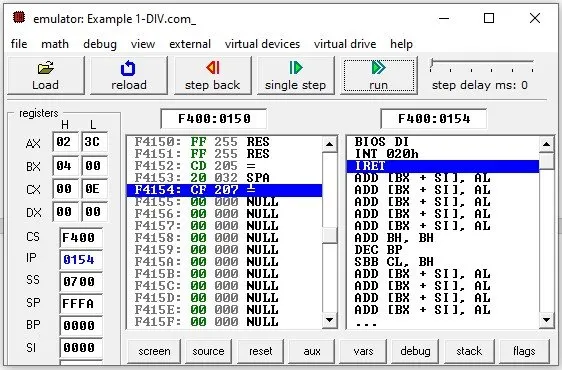 emulator: Example 1-DIV.com_
file math debug view external virtual devices virtual drive help
Load reload step back single step run step delay ms: 0
registers F400:0150 F400:0154
H L
AX 02 3C
BX 04 00
CX 00 0E
DX 00 00
CS F400
IP 0154
SS 0700
SP FFFA
BP 0000
SI 0000
F4150: FF 255 RES
F4151: FF 255 RES
F4152: CD 205 =
F4153: 20 032 SPA
F4154: CF 207 ╧
F4155: 00 000 NULL
F4156: 00 000 NULL
F4157: 00 000 NULL
F4158: 00 000 NULL
F4159: 00 000 NULL
F415A: 00 000 NULL
F415B: 00 000 NULL
F415C: 00 000 NULL
F415D: 00 000 NULL
F415E: 00 000 NULL
F415F: 00 000 NULL
BIOS DI
INT 020h
IRET
ADD [BX + SI], AL
ADD [BX + SI], AL
ADD [BX + SI], AL
ADD [BX + SI], AL
ADD BH, BH
DEC BP
SBB CL, BH
ADD [BX + SI], AL
ADD [BX + SI], AL
ADD [BX + SI], AL
ADD [BX + SI], AL
...
screen source reset aux vars debug stack flags